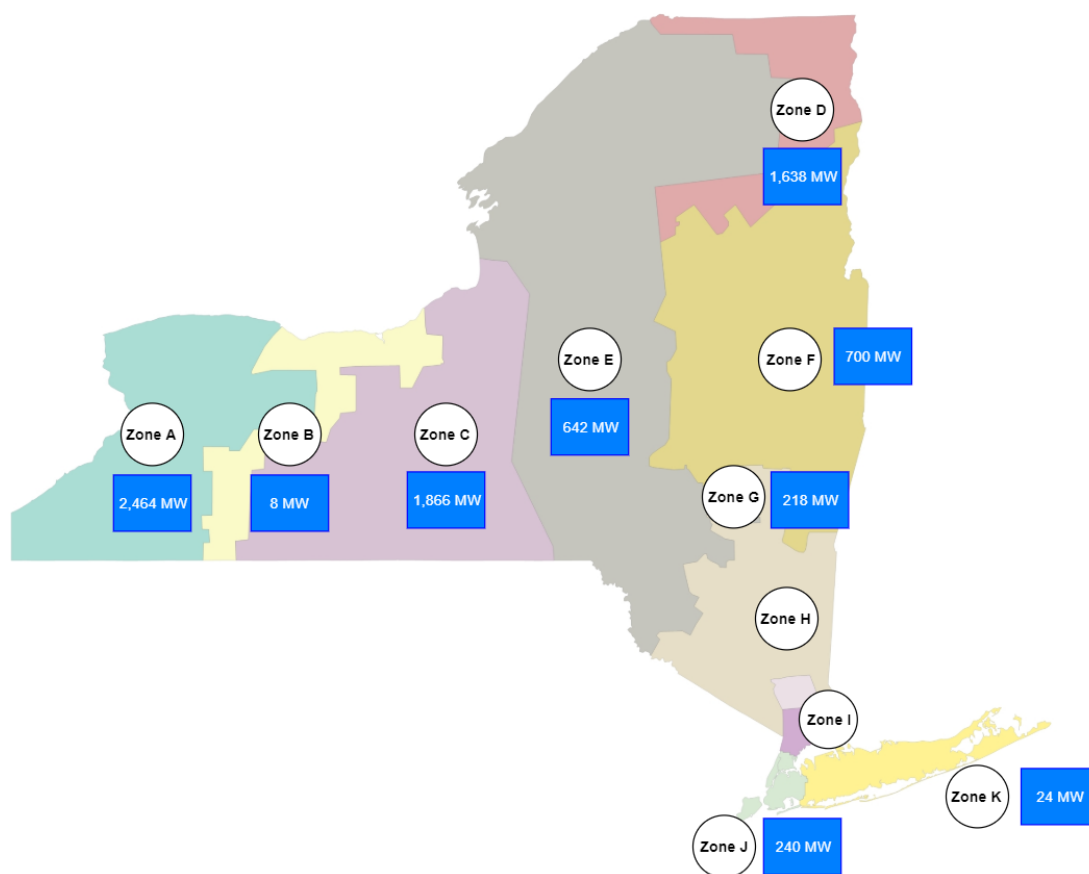 Zone D
1,638 MW
Zone E
642 MW
Zone F
700 MW
Zone A
2,464 MW
Zone B
8 MW
Zone C
1,866 MW
Zone G
218 MW
Zone H
Zone I
Zone K
24 MW
Zone J
240 MW